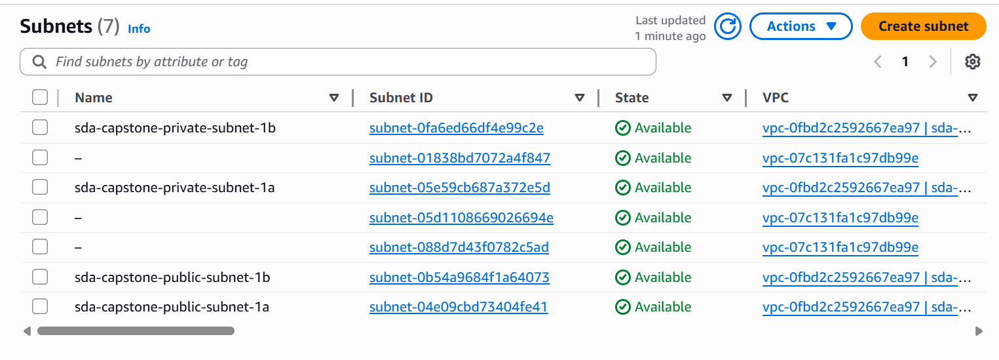 Subnets (7) Info
Last updated
1 minute ago
Actions
Create subnet
Find subnets by attribute or tag
1
Name Subnet ID State VPC
sda-capstone-private-subnet-1b subnet-0fa6ed66df4e99c2e Available vpc-0fbd2c2592667ea97 | sda-...
– subnet-01838bd7072a4f847 Available vpc-07c131fa1c97db99e
sda-capstone-private-subnet-1a subnet-05e59cb687a372e5d Available vpc-0fbd2c2592667ea97 | sda-...
– subnet-05d1108669026694e Available vpc-07c131fa1c97db99e
– subnet-088d7d43f0782c5ad Available vpc-07c131fa1c97db99e
sda-capstone-public-subnet-1b subnet-0b54a9684f1a64073 Available vpc-0fbd2c2592667ea97 | sda-...
sda-capstone-public-subnet-1a subnet-04e09cbd73404fe41 Available vpc-0fbd2c2592667ea97 | sda-...